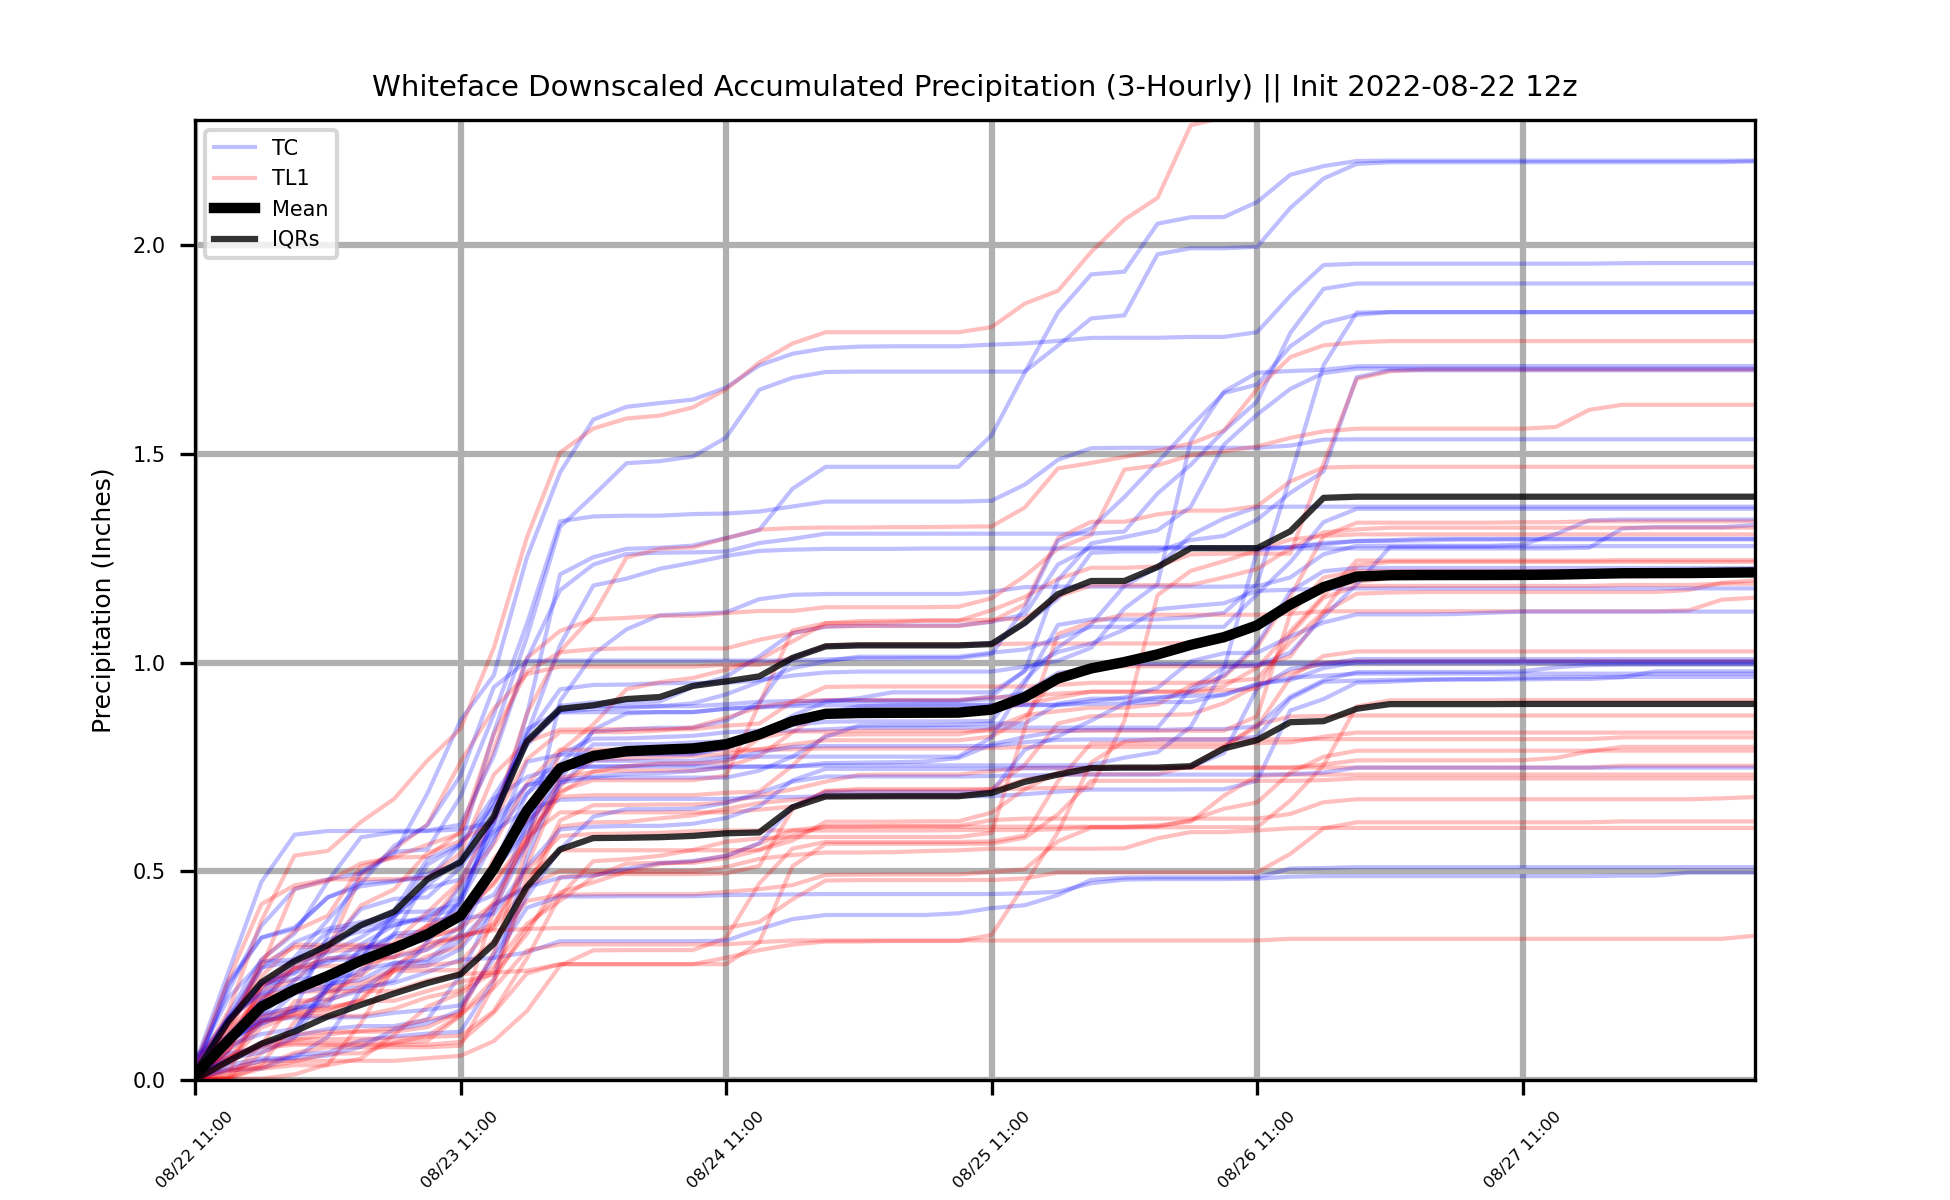 Whiteface Downscaled Accumulated Precipitation (3-Hourly) || Init 2022-08-22 12z
TC
TL1
Mean
IQRs
Precipitation (Inches)
2.0
1.5
1.0
0.5
0.0
08/22 11:00
08/23 11:00
08/24 11:00
08/25 11:00
08/26 11:00
08/27 11:00